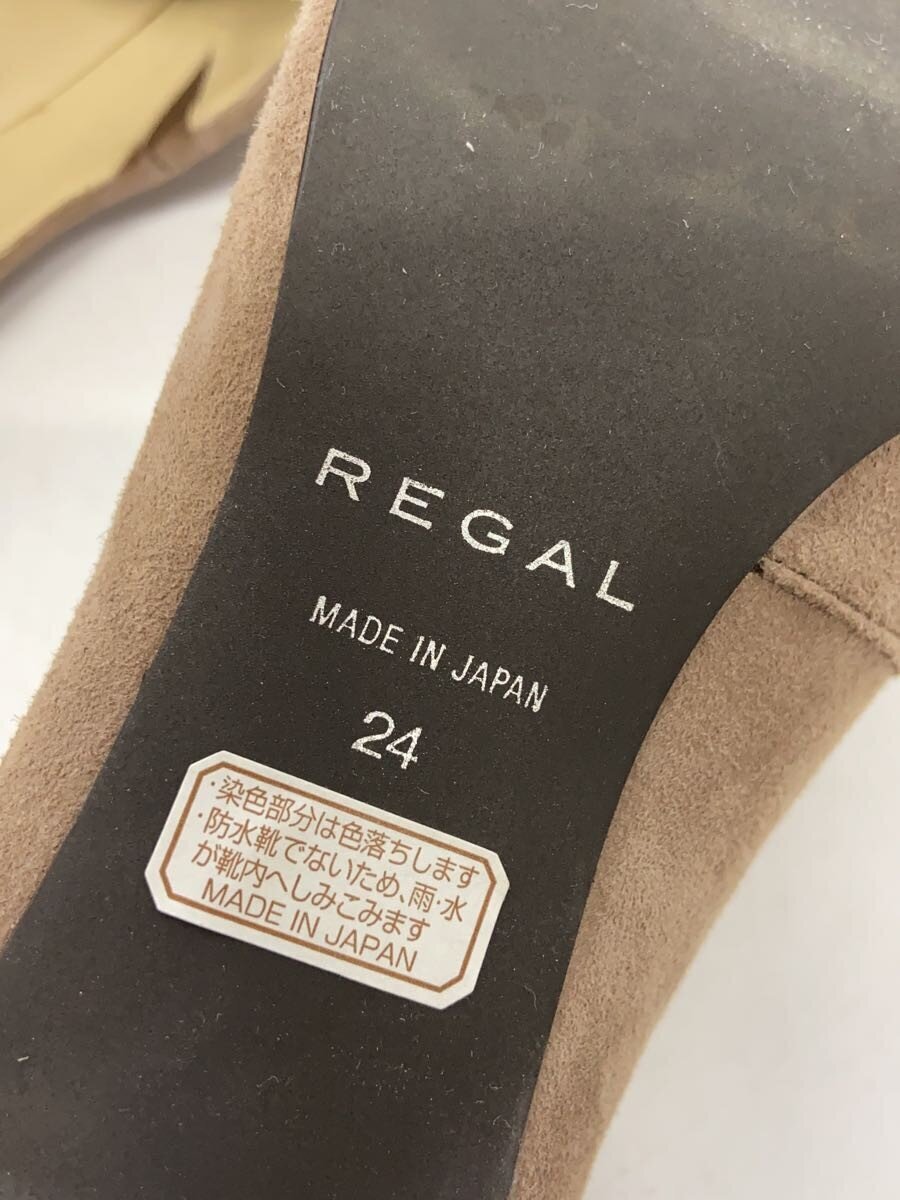 REGAL
MADE IN JAPAN
24
・染色部分は色落ちします
・防水靴でないため、雨・水
が靴内へしみこみます
MADE IN JAPAN